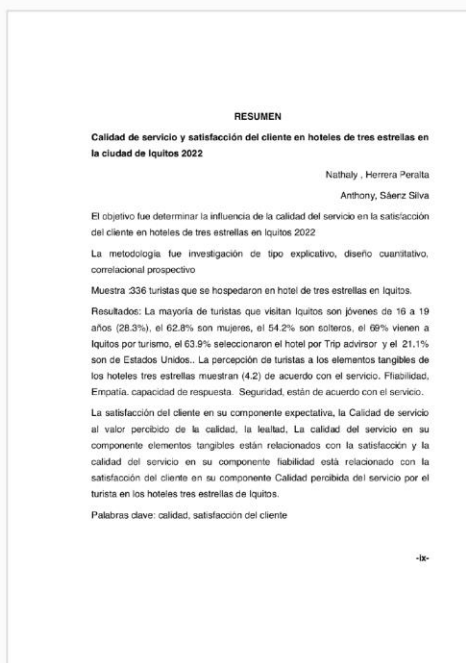 RESUMEN
Calidad de servicio y satisfacción del cliente en hoteles de tres estrellas en
la ciudad de Iquitos 2022
Nathaly , Herrera Peralta
Anthony, Sáenz Silva
El objetivo fue determinar la influencia de la calidad del servicio en la satisfacción
del cliente en hoteles de tres estrellas en Iquitos 2022
La metodología fue investigación de tipo explicativo, diseño cuantitativo,
correlacional prospectivo
Muestra :336 turistas que se hospedaron en hotel de tres estrellas en Iquitos.
Resultados: La mayoría de turistas que visitan Iquitos son jóvenes de 16 a 19
años (28.3%), el 62.8% son mujeres, el 54.2% son solteros, el 69% vienen a
Iquitos por turismo, el 63.9% seleccionaron el hotel por Trip advirsor y el 21.1%
son de Estados Unidos.. La percepción de turistas a los elementos tangibles de
los hoteles tres estrellas muestran (4.2) de acuerdo con el servicio. Ffiabilidad,
Empatía. capacidad de respuesta. Seguridad, están de acuerdo con el servicio.
La satisfacción del cliente en su componente expectativa, la Calidad de servicio
al valor percibido de la calidad, la lealtad, La calidad del servicio en su
componente elementos tangibles están relacionados con la satisfacción y la
calidad del servicio en su componente fiabilidad está relacionado con la
satisfacción del cliente en su componente Calidad percibida del servicio por el
turista en los hoteles tres estrellas de Iquitos.
Palabras clave: calidad, satisfacción del cliente
-ix-